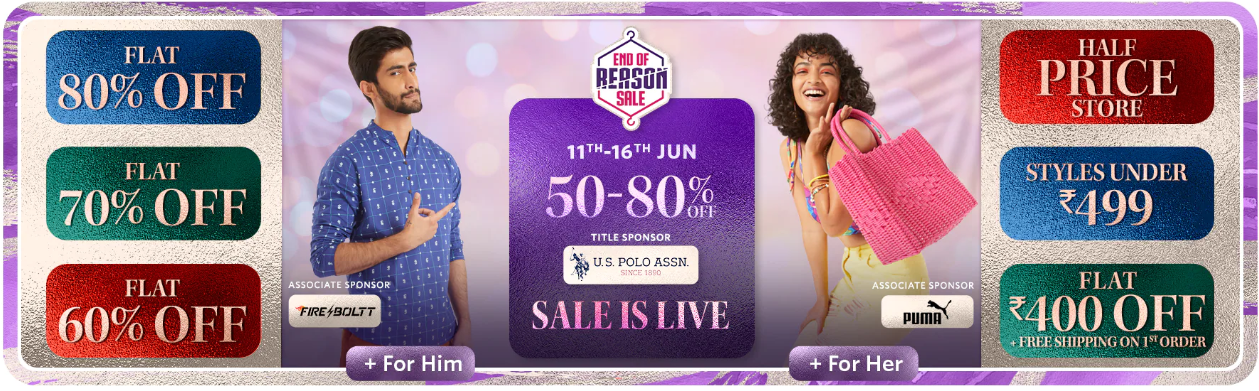 FLAT
80% OFF
FLAT
70% OFF
FLAT
60% OFF
ASSOCIATE SPONSOR
FIRE BOLTT
+ For Him
END OF
REASON
SALE
11TH-16TH JUN
50-80% OFF
TITLE SPONSOR
U.S. POLO ASSN.
SINCE 1890
SALE IS LIVE
ASSOCIATE SPONSOR
PUMA
+ For Her
HALF
PRICE
STORE
STYLES UNDER
₹499
FLAT
₹400 OFF
+ FREE SHIPPING ON 1ST ORDER